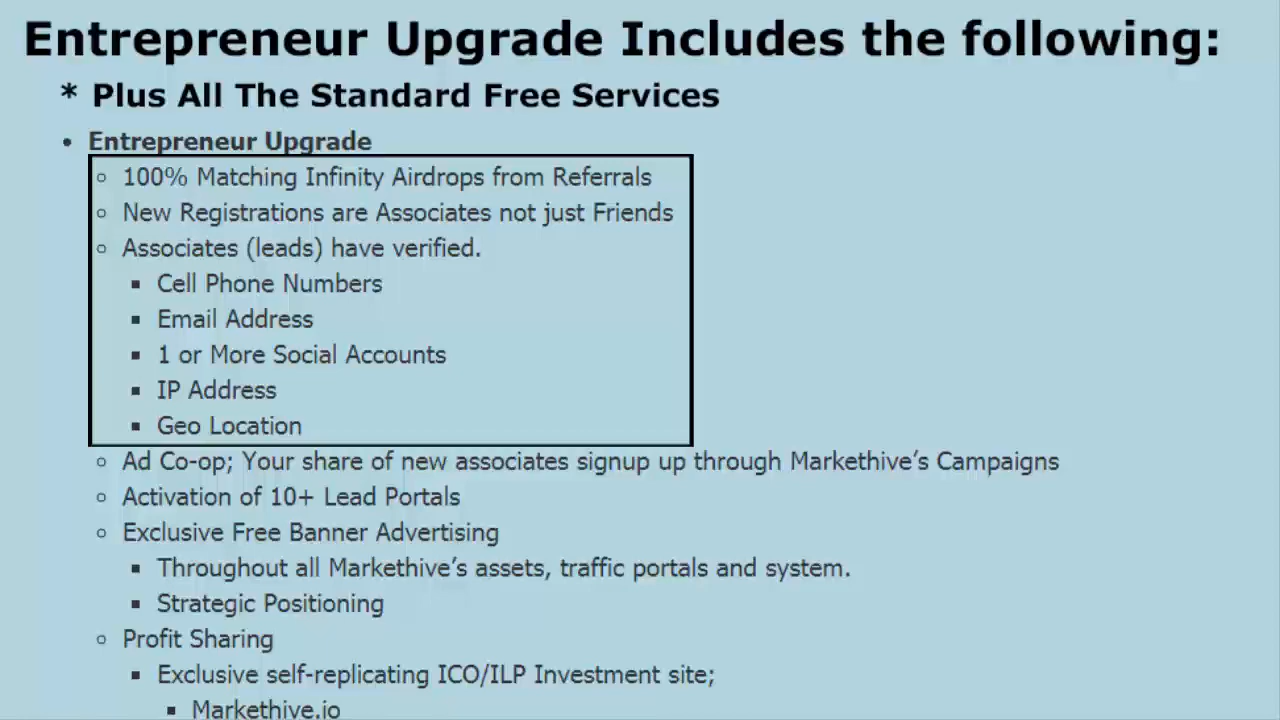 Entrepreneur Upgrade Includes the following:
* Plus All The Standard Free Services
• Entrepreneur Upgrade
○ 100% Matching Infinity Airdrops from Referrals
○ New Registrations are Associates not just Friends
○ Associates (leads) have verified.
▪ Cell Phone Numbers
▪ Email Address
▪ 1 or More Social Accounts
▪ IP Address
▪ Geo Location
○ Ad Co-op; Your share of new associates signup up through Markethive’s Campaigns
○ Activation of 10+ Lead Portals
○ Exclusive Free Banner Advertising
▪ Throughout all Markethive’s assets, traffic portals and system.
▪ Strategic Positioning
○ Profit Sharing
▪ Exclusive self-replicating ICO/ILP Investment site;
▪ Markethive.io